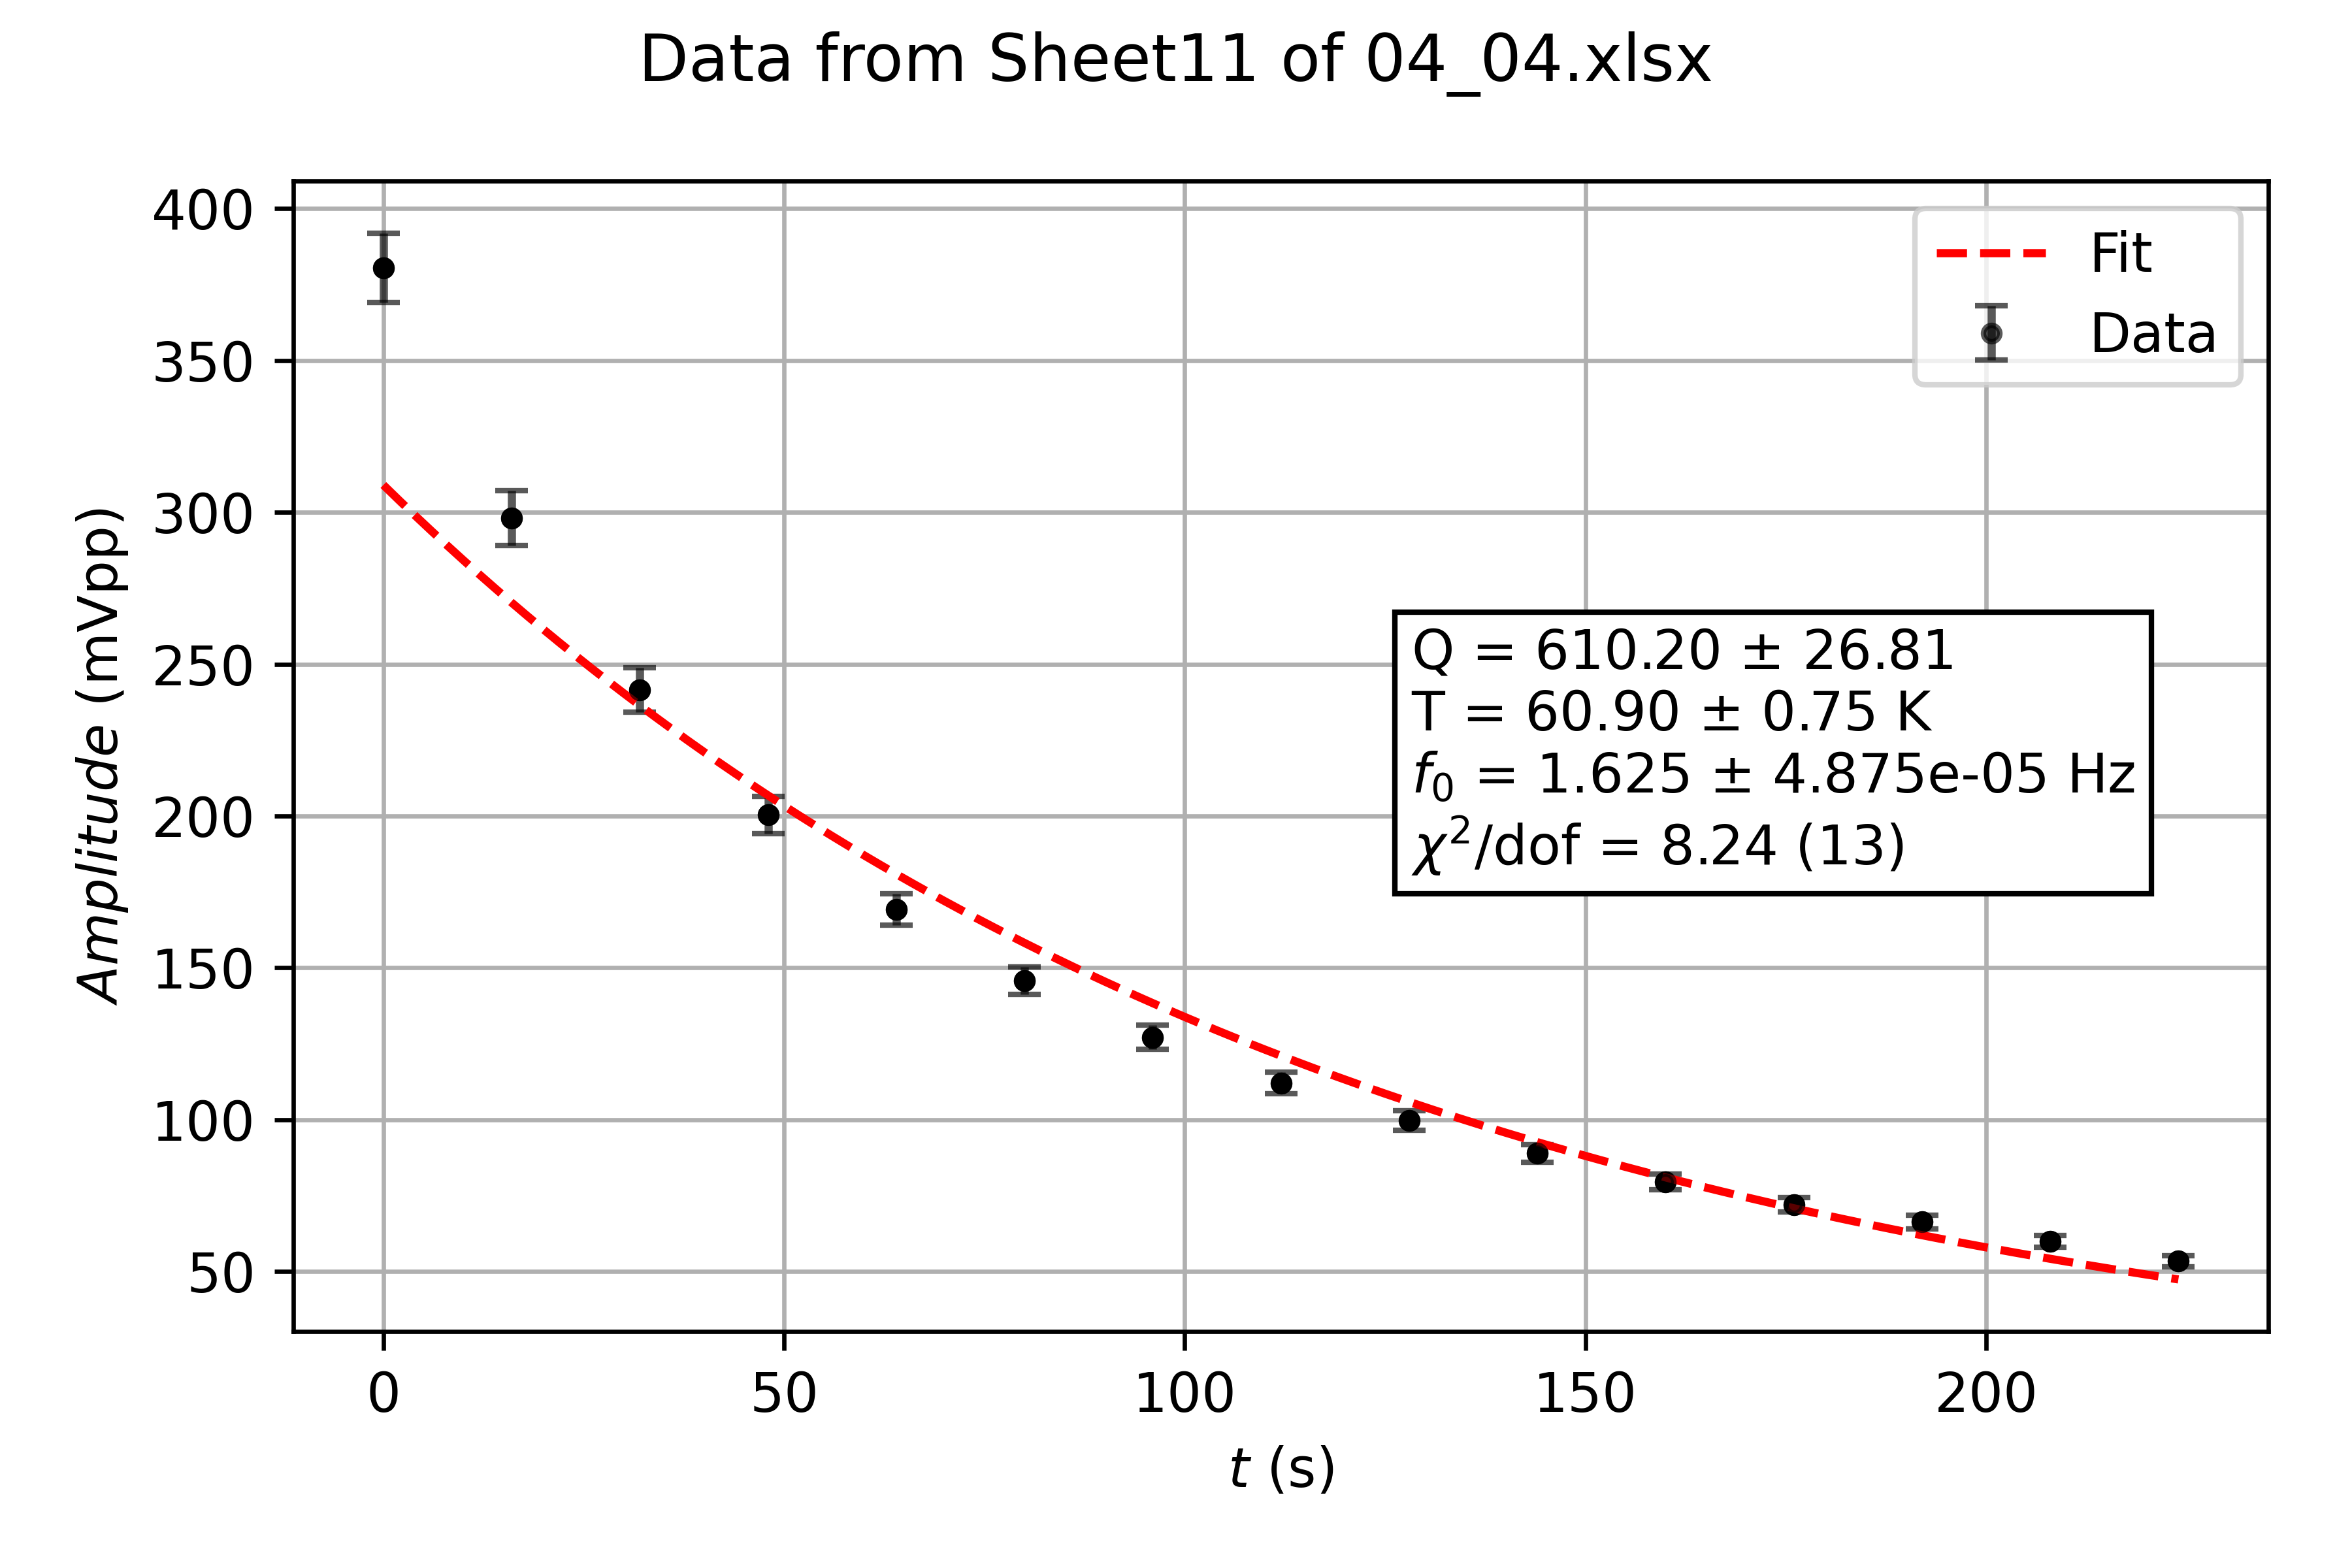 Data from Sheet11 of 04_04.xlsx
400
350
300
250
200
150
100
50
Amplitude (mVpp)
Fit
Data
Q = 610.20 ± 26.81
T = 60.90 ± 0.75 K
f₀ = 1.625 ± 4.875e-05 Hz
χ²/dof = 8.24 (13)
0
50
100
150
200
t (s)